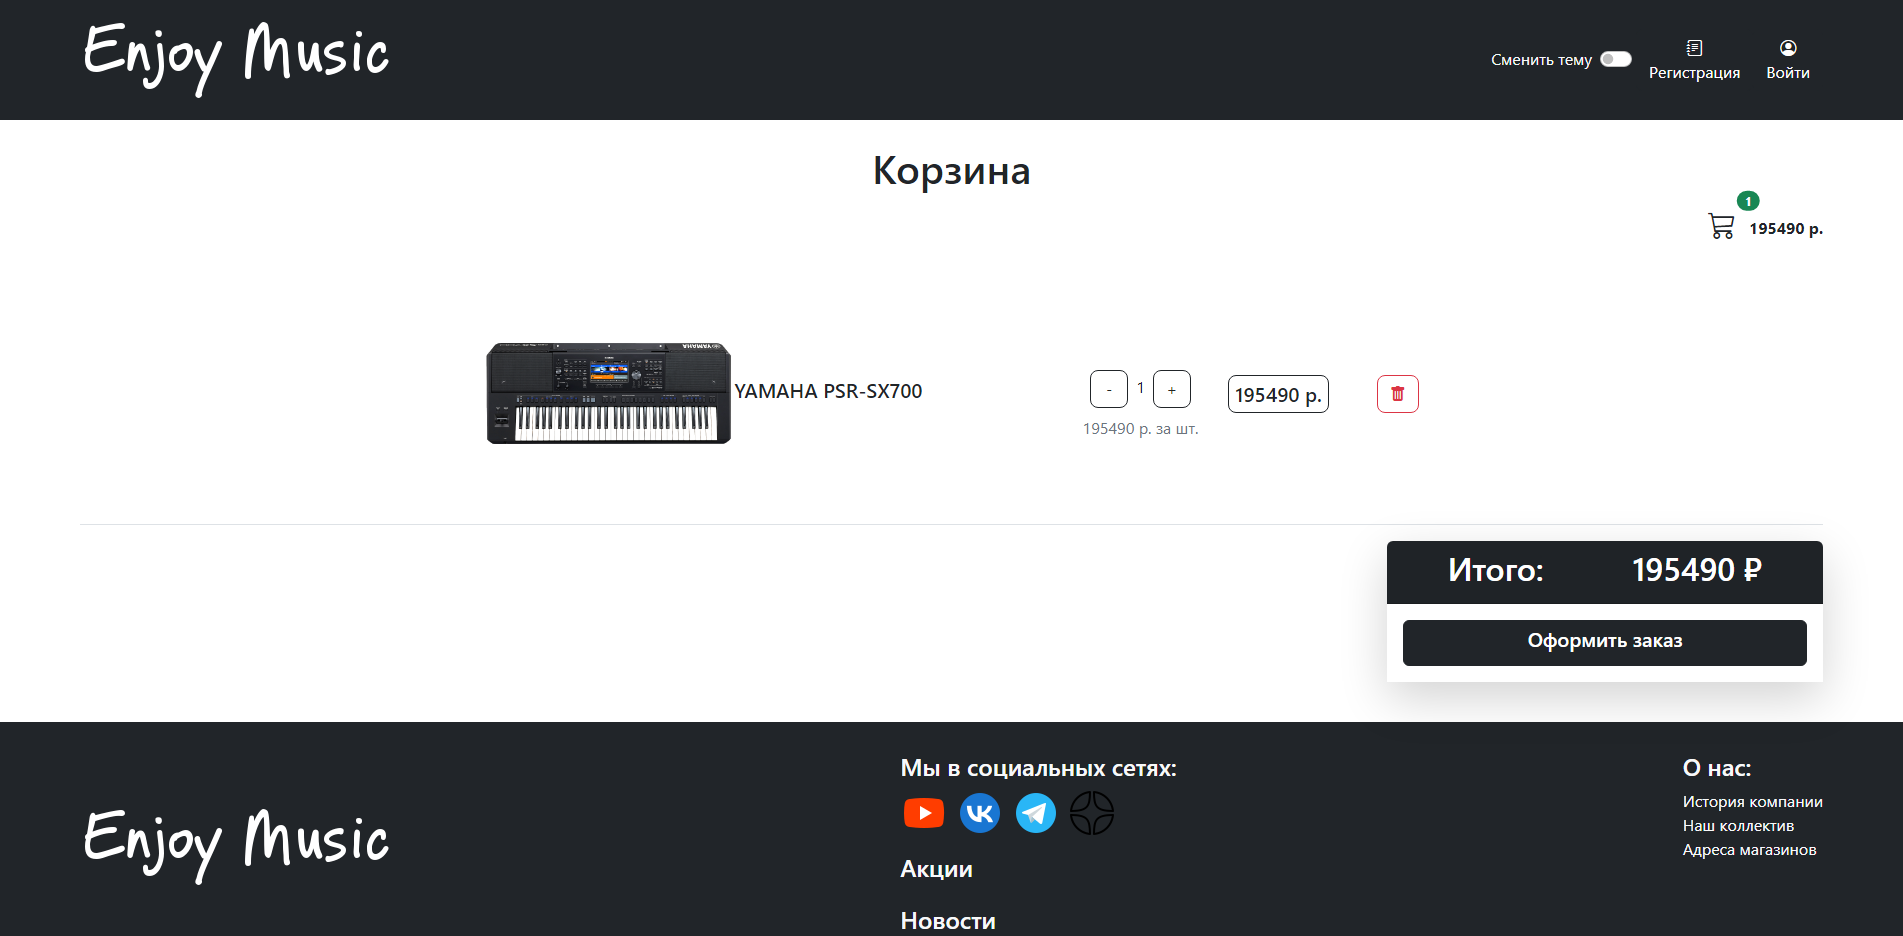 Enjoy Music
Сменить тему
Регистрация
Войти
Корзина
1
195490 р.
YAMAHA
YAMAHA PSR-SX700
- 1 +
195490 р.
195490 р. за шт.
Итого: 195490 ₽
Оформить заказ
Enjoy Music
Мы в социальных сетях:
Акции
Новости
О нас:
История компании
Наш коллектив
Адреса магазинов